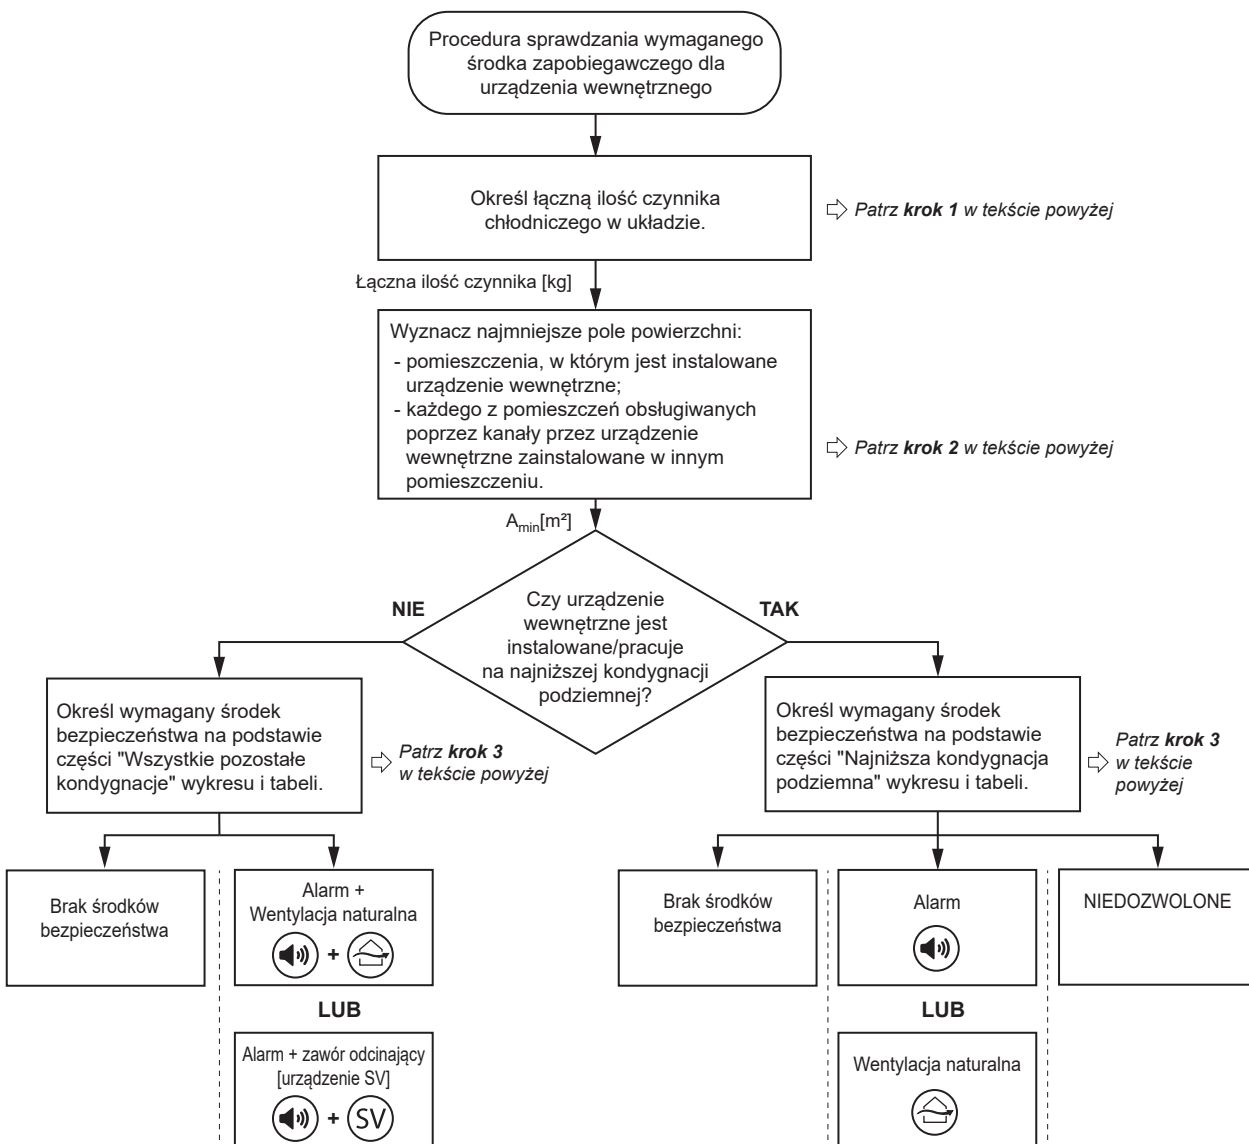 Procedura sprawdzania wymaganego
środka zapobiegawczego dla
urządzenia wewnętrznego
Określ łączną ilość czynnika
chłodniczego w układzie.
Patrz krok 1 w tekście powyżej
Łączna ilość czynnika [kg]
Wyznacz najmniejsze pole powierzchni:
- pomieszczenia, w którym jest instalowane
urządzenie wewnętrzne;
- każdego z pomieszczeń obsługiwanych
poprzez kanały przez urządzenie
wewnętrzne zainstalowane w innym
pomieszczeniu.
Patrz krok 2 w tekście powyżej
Amin[m²]
NIE
Czy urządzenie
wewnętrzne jest
instalowane/pracuje
na najniższej kondygnacji
podziemnej?
TAK
Określ wymagany środek
bezpieczeństwa na podstawie
części "Wszystkie pozostałe
kondygnacje" wykresu i tabeli.
Patrz krok 3
w tekście powyżej
Określ wymagany środek
bezpieczeństwa na podstawie
części "Najniższa kondygnacja
podziemna" wykresu i tabeli.
Patrz krok 3
w tekście
powyżej
Brak środków
bezpieczeństwa
Alarm +
Wentylacja naturalna
+
LUB
Alarm + zawór odcinający
[urządzenie SV]
+ SV
Brak środków
bezpieczeństwa
Alarm
LUB
Wentylacja naturalna
NIEDOZWOLONE